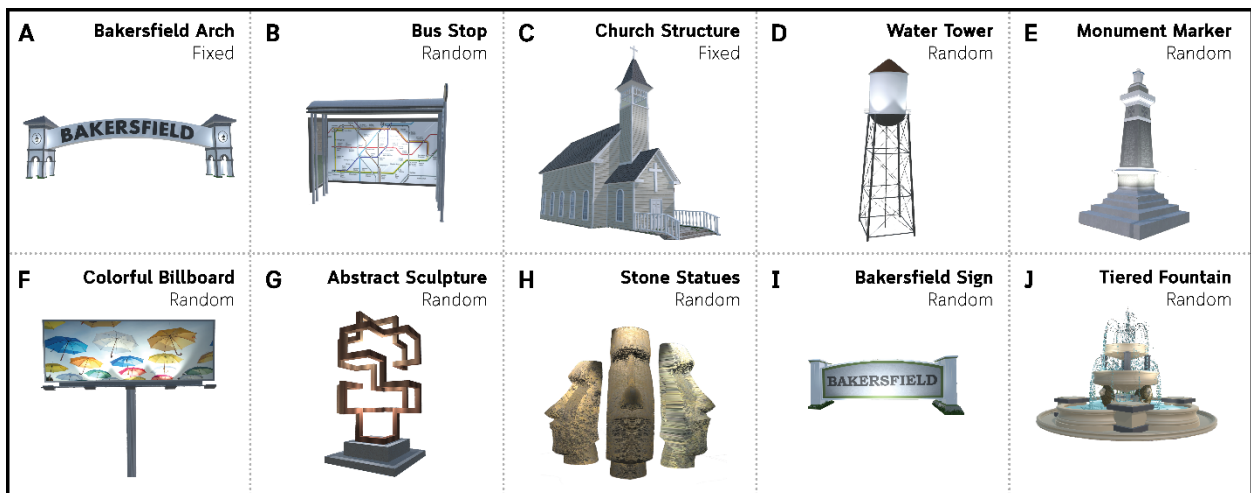 A Bakersfield Arch
Fixed
BAKERSFIELD
B Bus Stop
Random
C Church Structure
Fixed
D Water Tower
Random
E Monument Marker
Random
F Colorful Billboard
Random
G Abstract Sculpture
Random
H Stone Statues
Random
I Bakersfield Sign
Random
BAKERSFIELD
J Tiered Fountain
Random